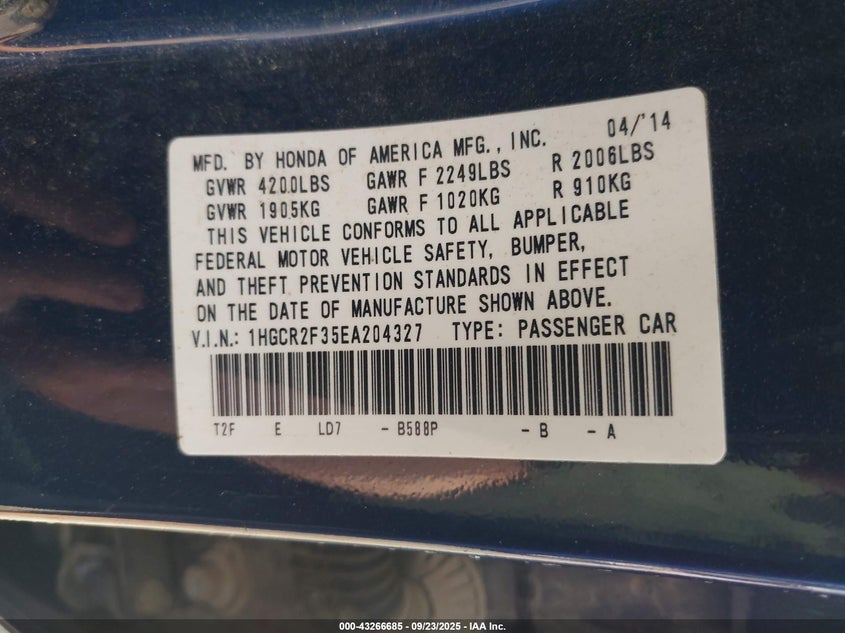 04/'14
MFD. BY HONDA OF AMERICA MFG., INC.
GVWR 4200LBS GAWR F 2249LBS R 2006LBS
GVWR 1905KG GAWR F 1020KG R 910KG
THIS VEHICLE CONFORMS TO ALL APPLICABLE
FEDERAL MOTOR VEHICLE SAFETY, BUMPER,
AND THEFT PREVENTION STANDARDS IN EFFECT
ON THE DATE OF MANUFACTURE SHOWN ABOVE.
V.I.N.: 1HGCR2F35EA204327 TYPE: PASSENGER CAR
T2F E LD7 - B588P - B - A
000-43266685 - 09/23/2025 - IAA Inc.